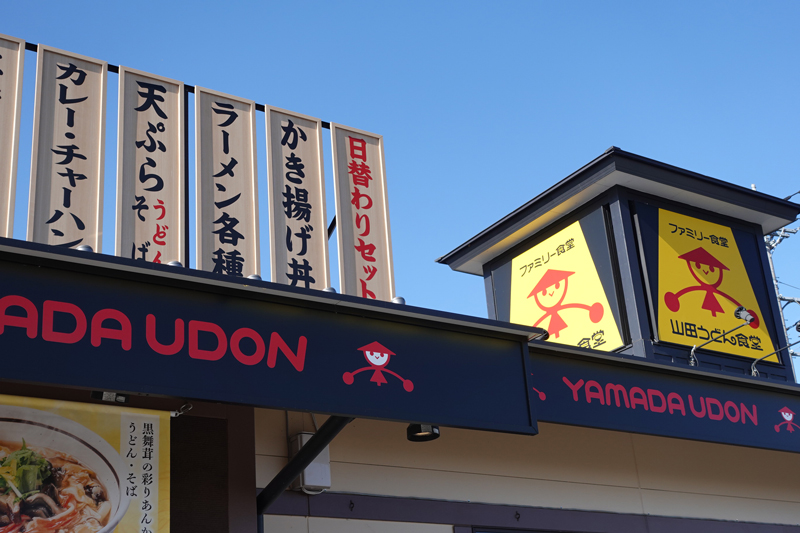 カレー・チャーハン
天ぷら
うどん
そば
ラーメン各種
かき揚げ丼
日替わりセット
ファミリー食堂
食堂
ファミリー食堂
山田うどん食堂
ADA UDON
YAMADA UDON
黒舞茸の彩りあんか
うどん・そば